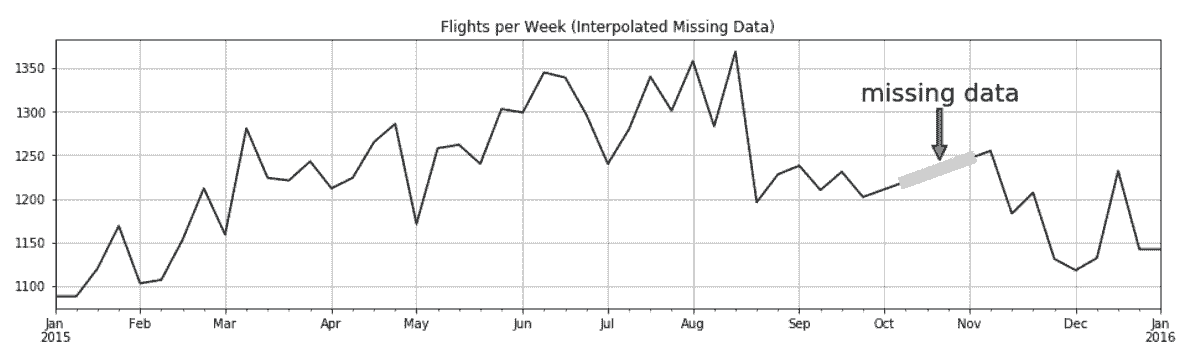 Flights per Week (Interpolated Missing Data)
1350
1300
1250
1200
1150
1100
missing data
Jan Feb Mar Apr May Jun Jul Aug Sep Oct Nov Dec Jan
2015 2016